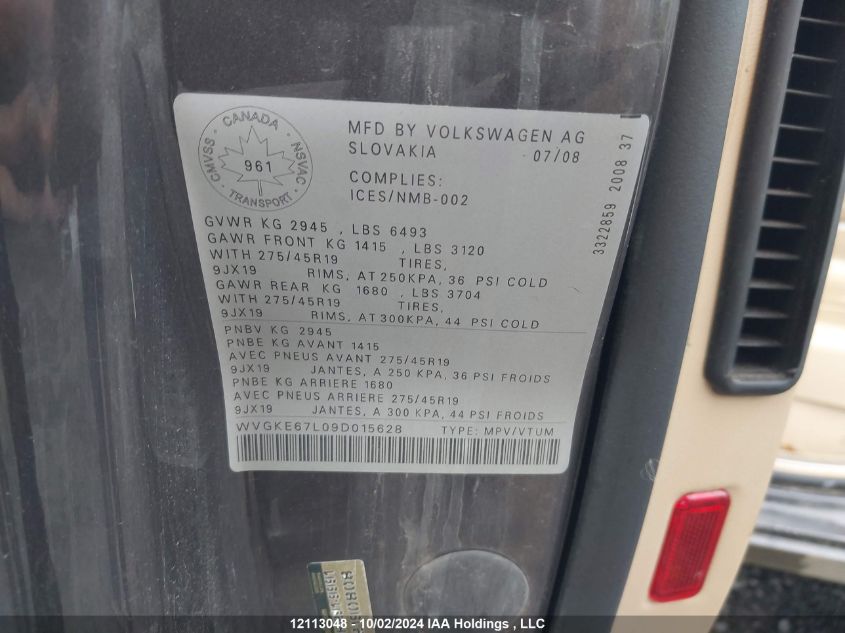 CANADA
CMVSS
NSVAC
961
TRANSPORT
MFD BY VOLKSWAGEN AG
SLOVAKIA 07/08
COMPLIES:
ICES/NMB-002
3322859 2008 37
GVWR KG 2945 , LBS 6493
GAWR FRONT KG 1415 , LBS 3120
WITH 275/45R19 TIRES,
9JX19 RIMS, AT 250KPA, 36 PSI COLD
GAWR REAR KG 1680 , LBS 3704
WITH 275/45R19 TIRES,
9JX19 RIMS, AT 300KPA, 44 PSI COLD
PNBV KG 2945
PNBE KG AVANT 1415
AVEC PNEUS AVANT 275/45R19
9JX19 JANTES, A 250 KPA, 36 PSI FROIDS
PNBE KG ARRIERE 1680
AVEC PNEUS ARRIERE 275/45R19
9JX19 JANTES, A 300 KPA, 44 PSI FROIDS
WVGKE67L09D015628 TYPE: MPV/VTUM
12113048 - 10/02/2024 IAA Holdings , LLC